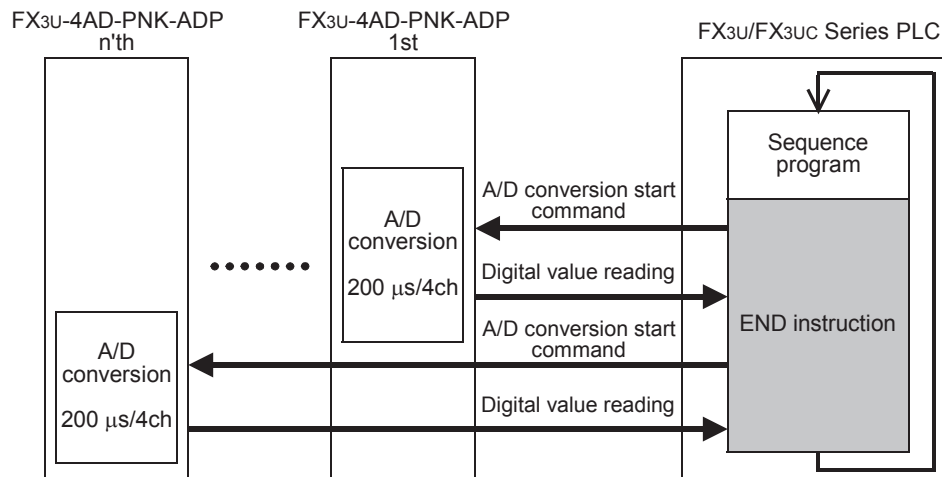 FX3U-4AD-PNK-ADP
n'th
FX3U-4AD-PNK-ADP
1st
FX3U/FX3UC Series PLC
Sequence
program
A/D conversion start
command
A/D
conversion
200 μs/4ch
Digital value reading
END instruction
A/D conversion start
command
A/D
conversion
200 μs/4ch
Digital value reading